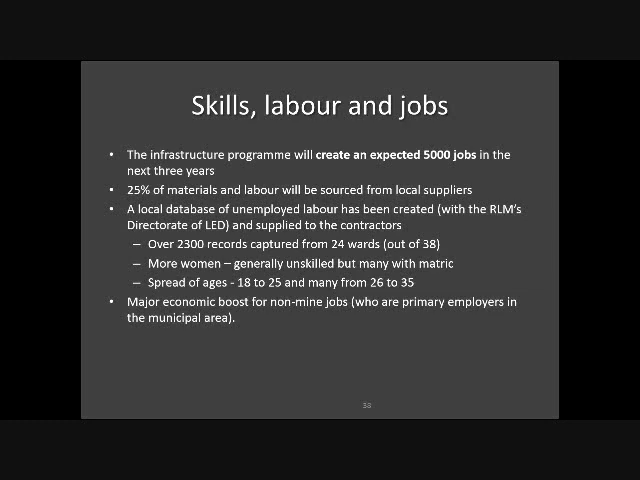 Skills, labour and jobs
• The infrastructure programme will create an expected 5000 jobs in the
next three years
• 25% of materials and labour will be sourced from local suppliers
• A local database of unemployed labour has been created (with the RLM's
Directorate of LED) and supplied to the contractors
– Over 2300 records captured from 24 wards (out of 38)
– More women – generally unskilled but many with matric
– Spread of ages - 18 to 25 and many from 26 to 35
• Major economic boost for non-mine jobs (who are primary employers in
the municipal area).
38